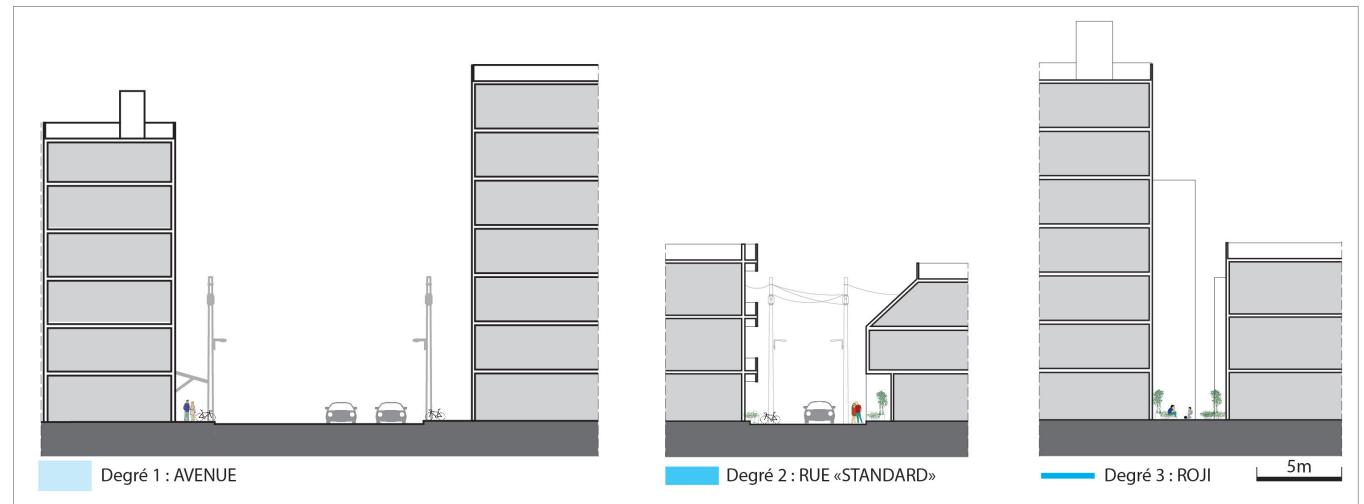 Degré 1 : AVENUE
Degré 2 : RUE «STANDARD»
Degré 3 : ROJI
5m